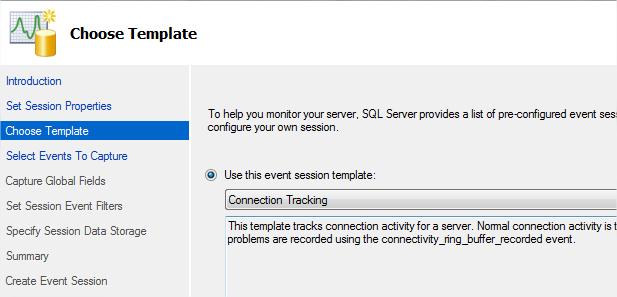 Choose Template
Introduction
Set Session Properties
Choose Template
Select Events To Capture
Capture Global Fields
Set Session Event Filters
Specify Session Data Storage
Summary
Create Event Session
To help you monitor your server, SQL Server provides a list of pre-configured event
configure your own session.
Use this event session template:
Connection Tracking
This template tracks connection activity for a server. Normal connection activity is
problems are recorded using the connectivity_ring_buffer_recorded event.